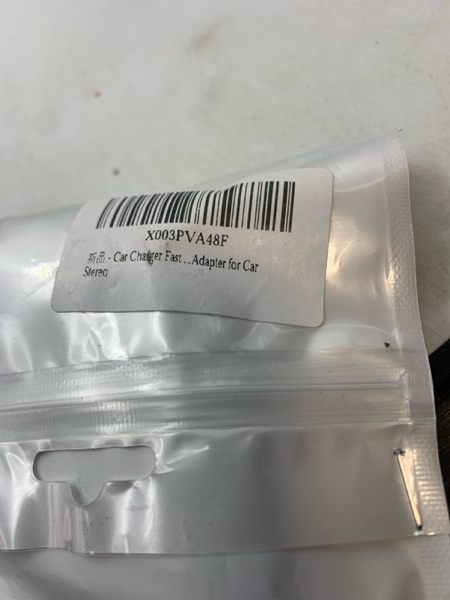 X003PVA48F
新品 - Car Charger Fast ...Adapter for Car
Stereo